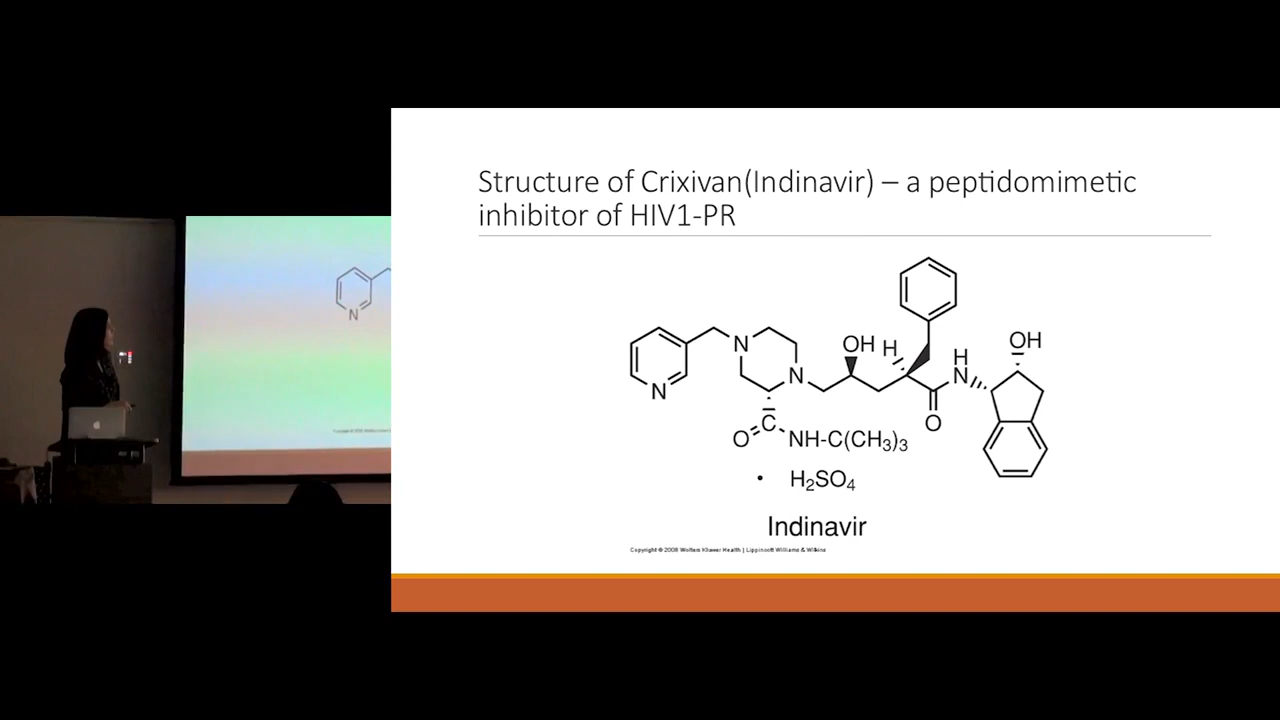 Structure of Crixivan(Indinavir) – a peptidomimetic
inhibitor of HIV1-PR
OH
H
H
N
OH
N
N
N
O
C
NH-C(CH₃)₃
O
• H₂SO₄
Indinavir
Copyright © 2008 Wolters Kluwer Health | Lippincott Williams & Wilkins
N